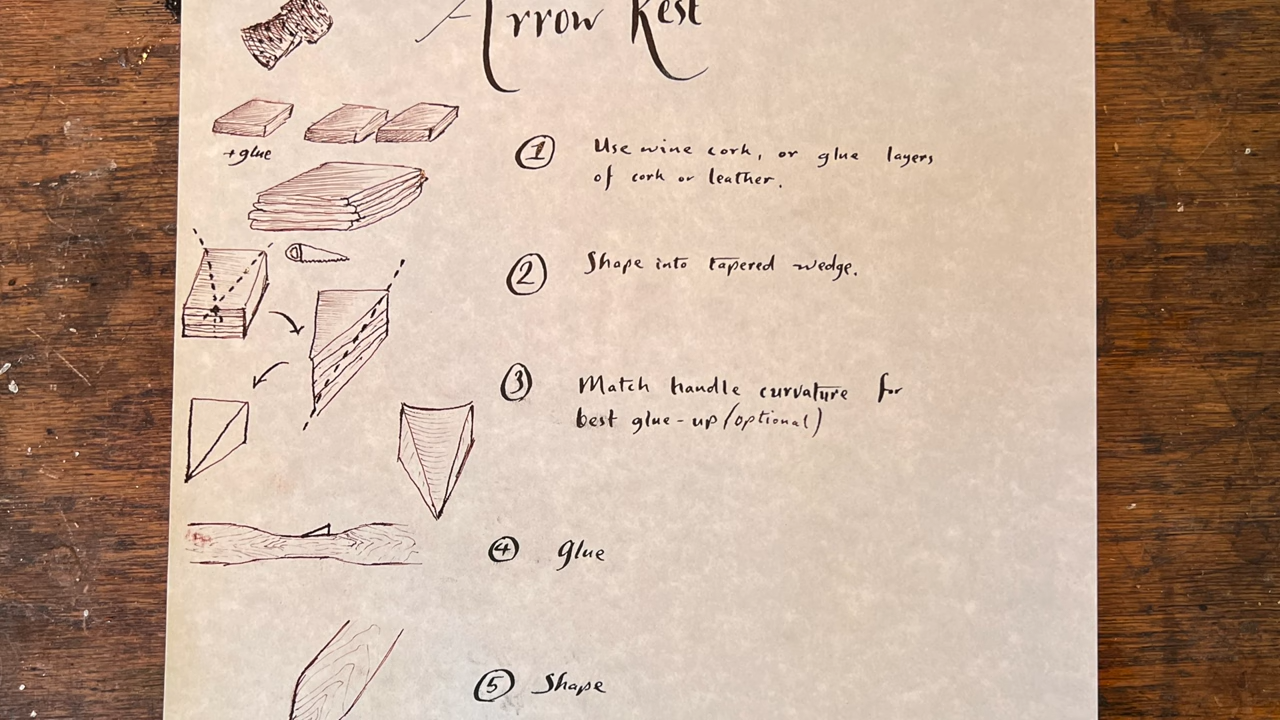 Arrow Rest
+glue
1 Use wine cork, or glue layers
of cork or leather.
2 Shape into tapered wedge.
3 Match handle curvature for
best glue-up (optional)
4 Glue
5 Shape